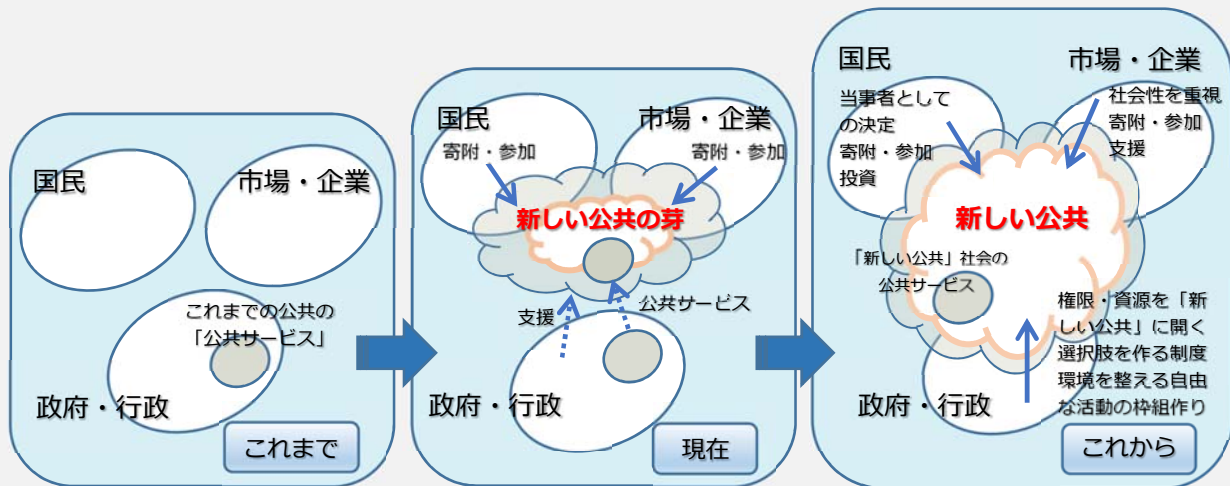 国民
市場・企業
これまでの公共の
「公共サービス」
政府・行政
これまで
国民
寄附・参加
市場・企業
寄附・参加
新しい公共の芽
支援
公共サービス
政府・行政
現在
国民
当事者として
の決定
寄附・参加
投資
市場・企業
社会性を重視
寄附・参加
支援
新しい公共
「新しい公共」社会の
公共サービス
権限・資源を「新
しい公共」に開く
選択肢を作る制度
環境を整える自由
な活動の枠組作り
政府・行政
これから